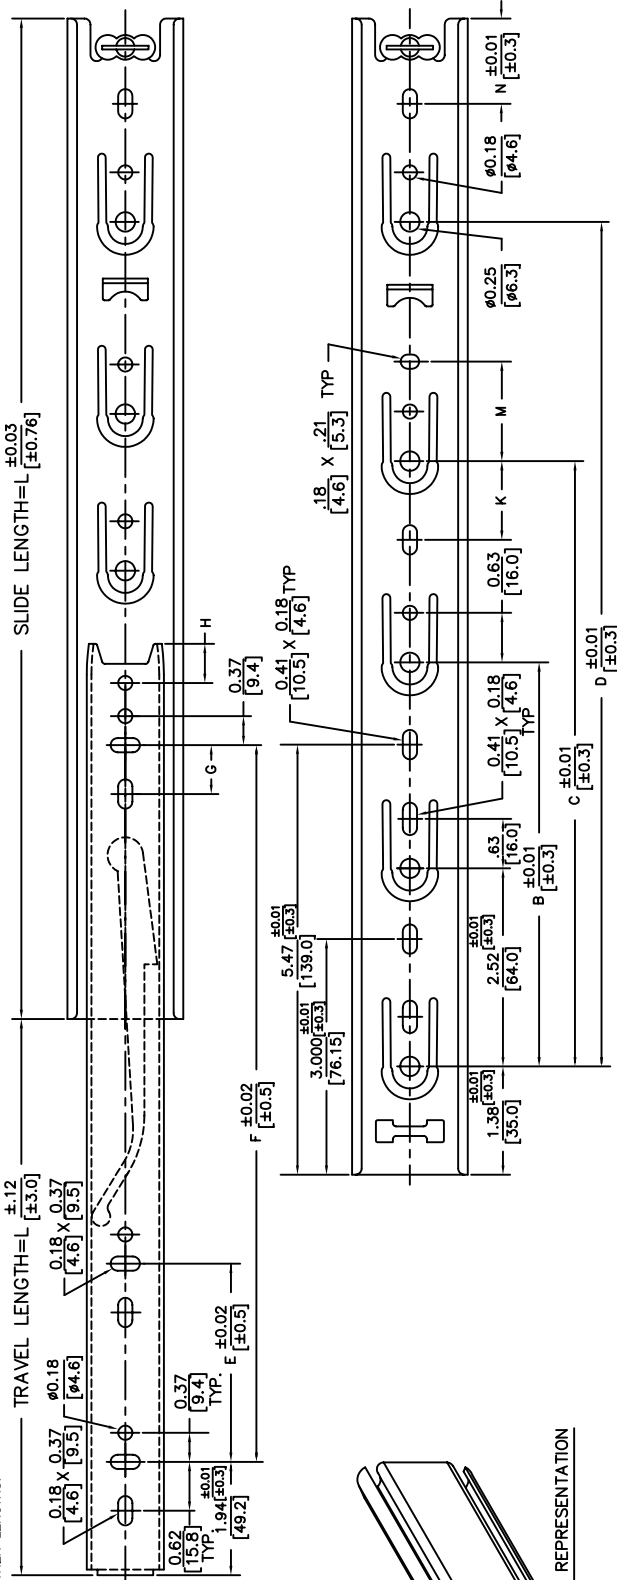 SLIDE LENGTH=L ±0.03 [±0.76]
TRAVEL LENGTH=L ±.12 [±3.0]
H
0.37 [9.4]
G
F ±0.02 [±0.5]
0.18 [4.6] X 0.37 [9.5]
ø0.18 [ø4.6]
0.18 [4.6] X 0.37 [9.5]
E ±0.02 [±0.5]
0.37 [9.4] TYP.
0.62 [15.8] TYP.
1.94 [49.2] ±0.01 [±0.3]
N ±0.01 [±0.3]
ø0.18 [ø4.6]
ø0.25 [ø6.3]
.18 [4.6] X .21 [5.3] TYP
M
K
0.63 [16.0]
0.41 [10.5] X 0.18 [4.6] TYP
0.41 [10.5] X 0.18 [4.6] TYP
.63 [16.0]
5.47 [139.0] ±0.01 [±0.3]
3.000 [76.15] ±0.01 [±0.3]
2.52 [64.0] ±0.01 [±0.3]
1.38 [35.0] ±0.01 [±0.3]
B ±0.01 [±0.3]
C ±0.01 [±0.3]
D ±0.01 [±0.3]
REPRESENTATION